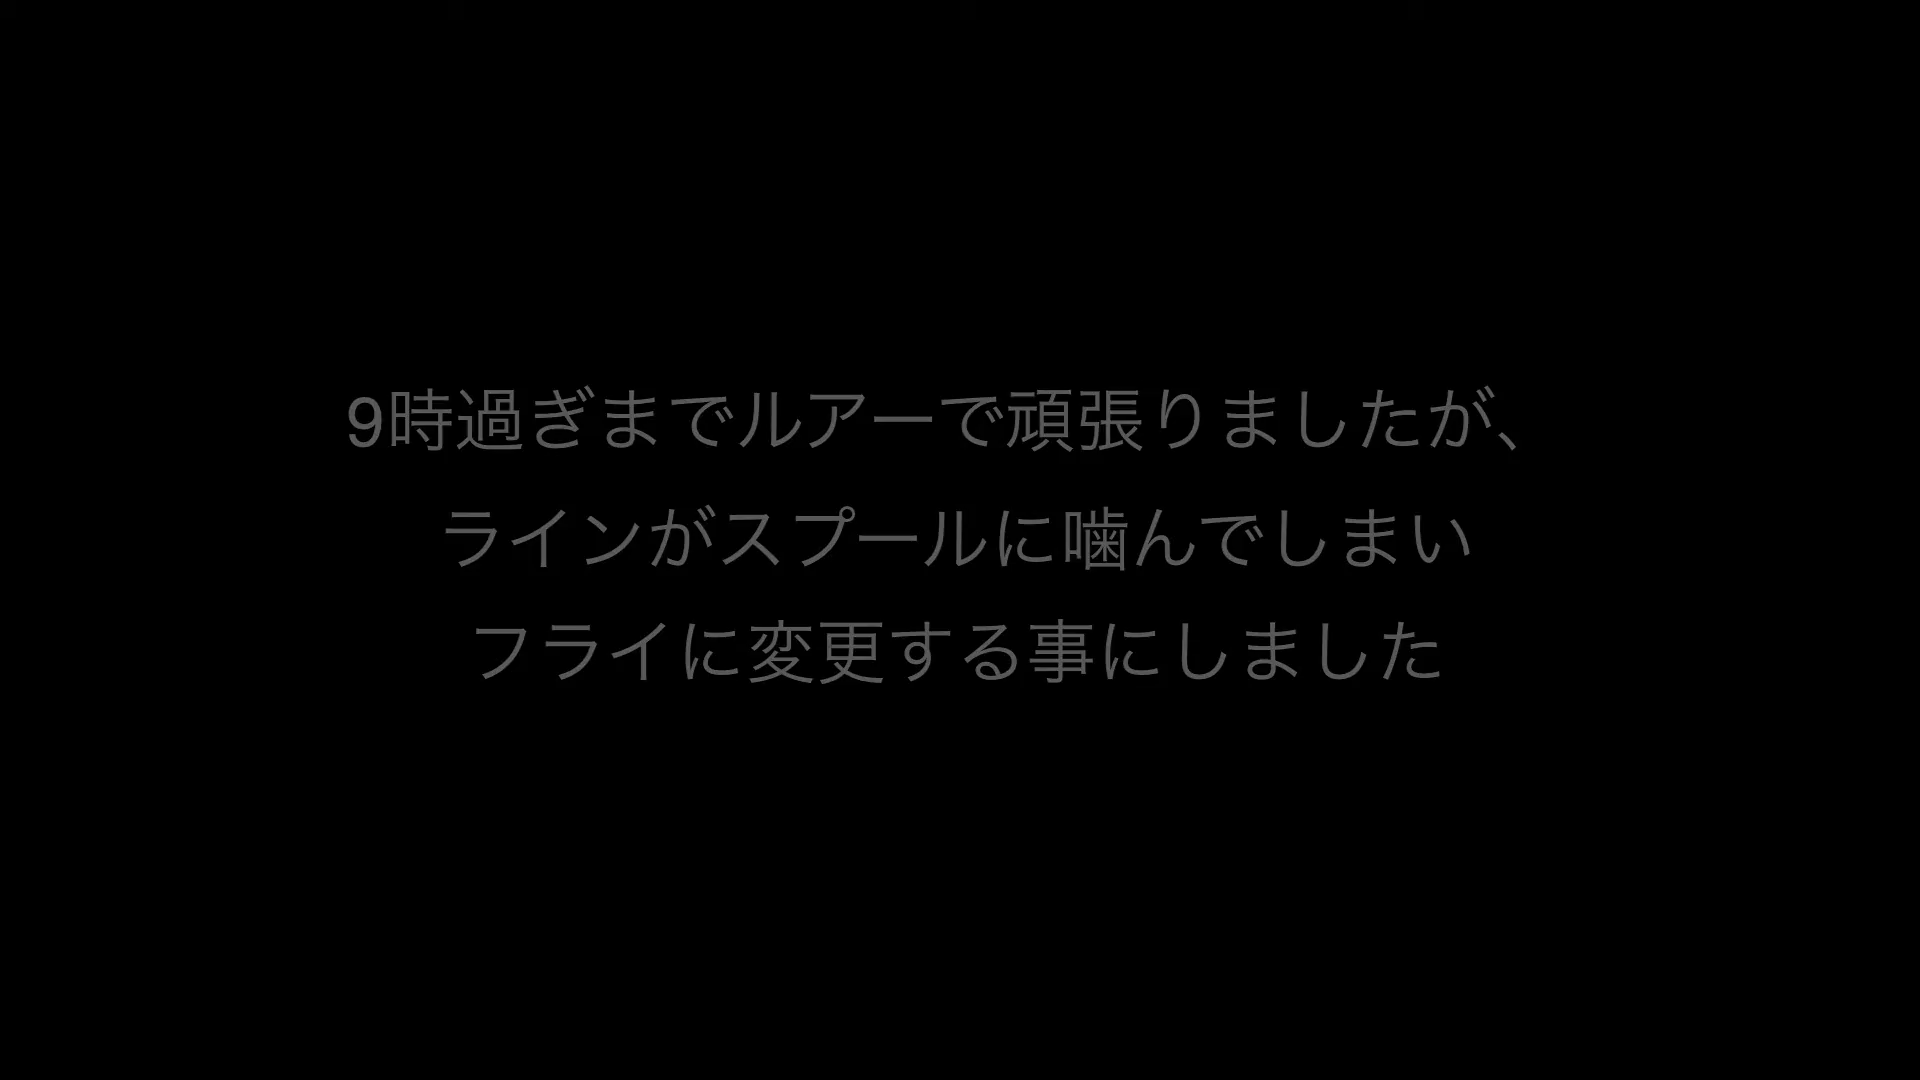 9時過ぎまでルアーで頑張りましたが、
ラインがスプールに噛んでしまい
フライに変更する事にしました